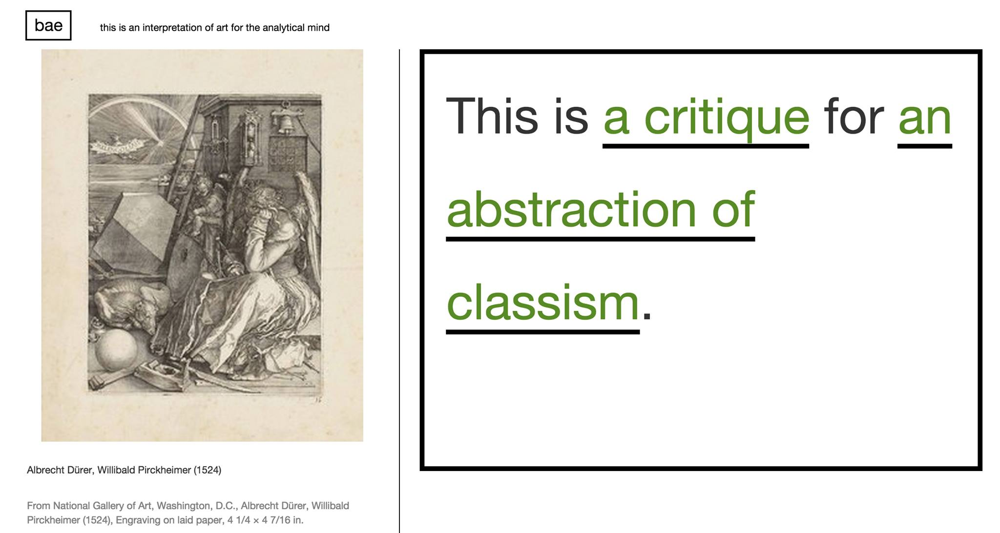 bae
this is an interpretation of art for the analytical mind
Albrecht Dürer, Willibald Pirckheimer (1524)
From National Gallery of Art, Washington, D.C., Albrecht Dürer, Willibald
Pirckheimer (1524), Engraving on laid paper, 4 1/4 × 4 7/16 in.
This is a critique for an
abstraction of
classism.